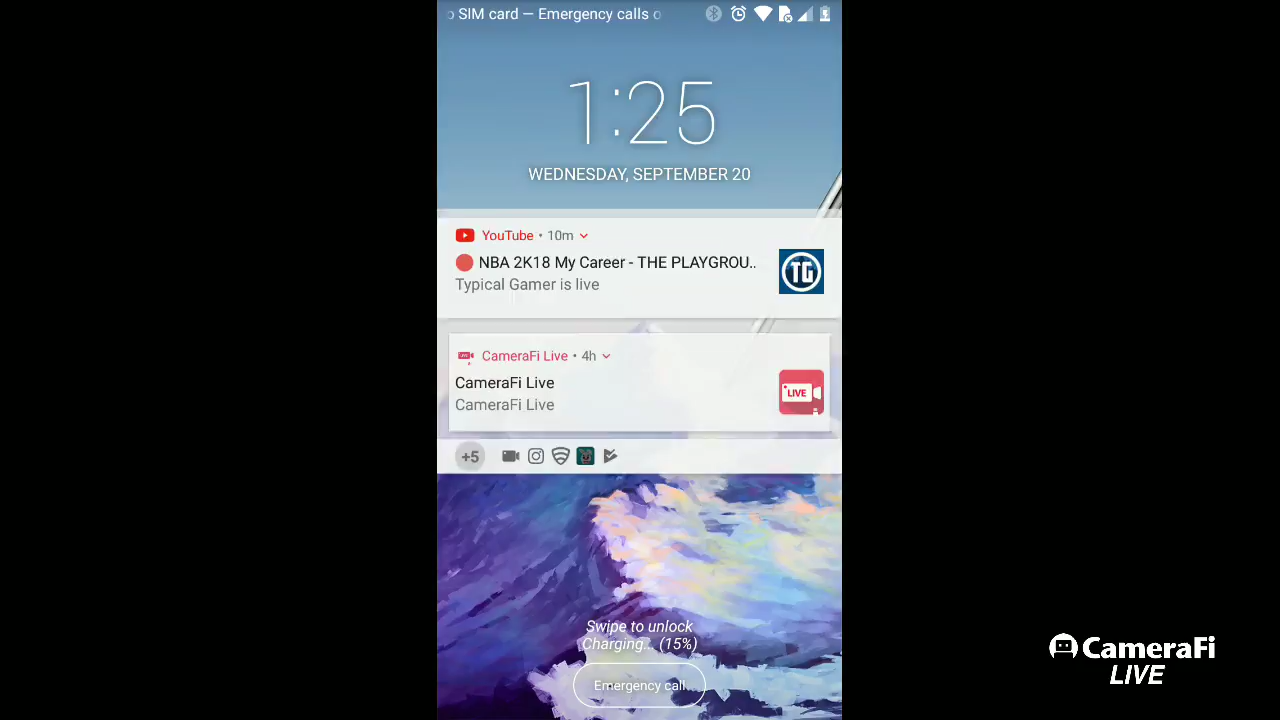 o SIM card — Emergency calls o
1:25
WEDNESDAY, SEPTEMBER 20
YouTube • 10m
NBA 2K18 My Career - THE PLAYGROU..
TG
Typical Gamer is live
CameraFi Live • 4h
CameraFi Live
LIVE
CameraFi Live
+5
Swipe to unlock
Charging... (15%)
Emergency call
CameraFi
LIVE